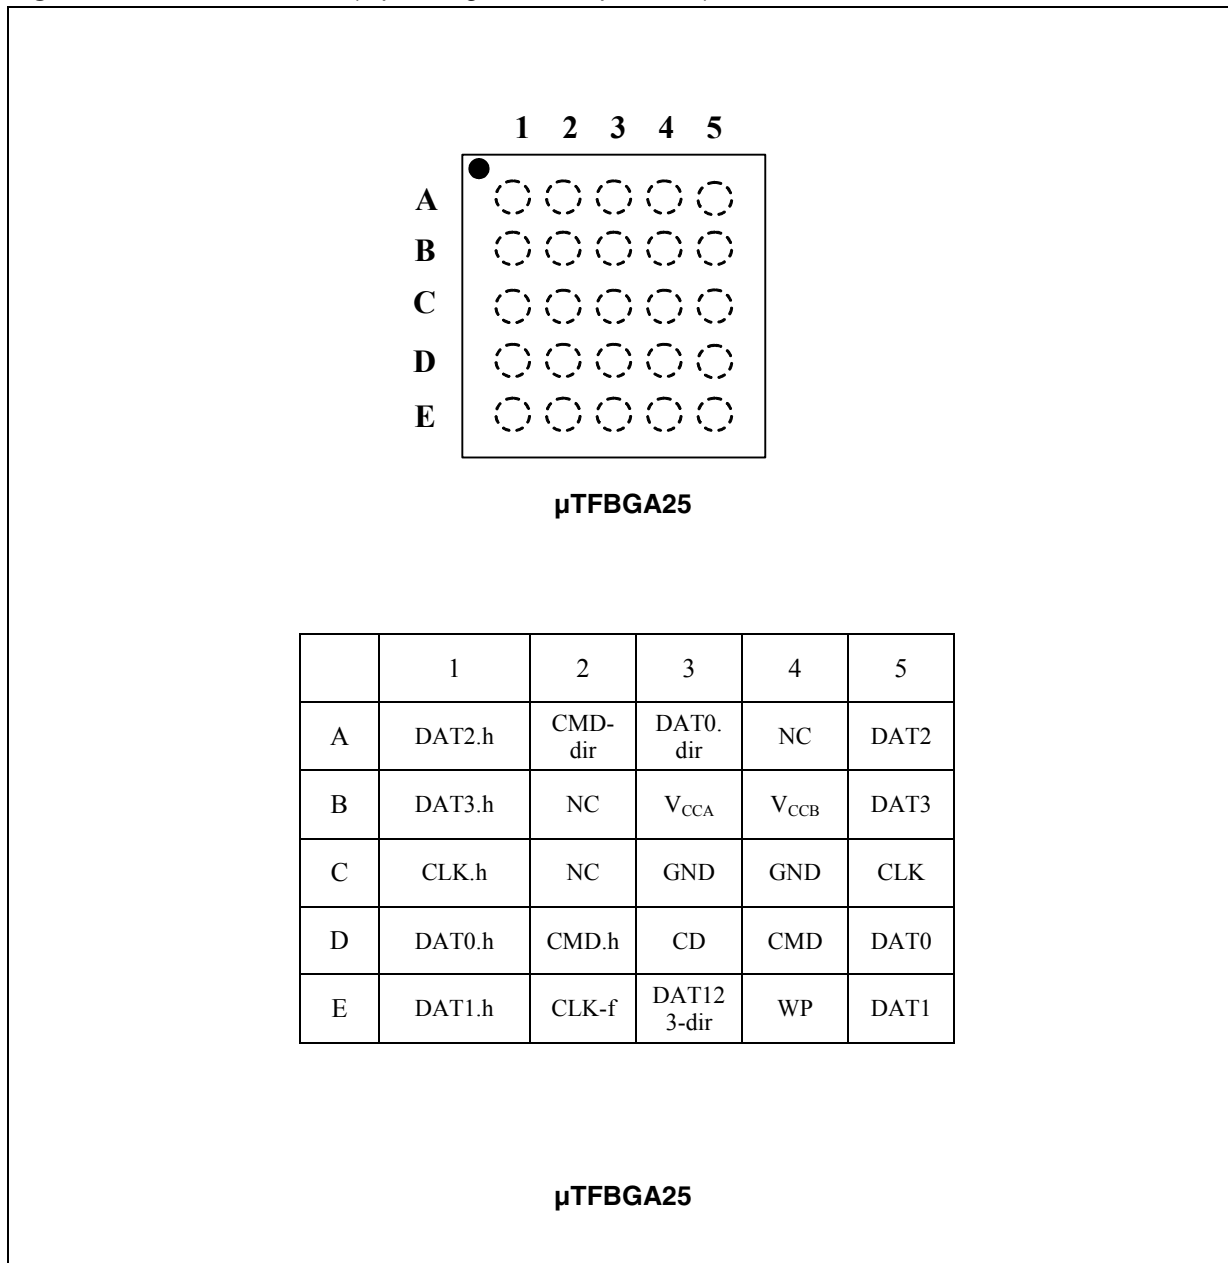 1 2 3 4 5
A
B
C
D
E
µTFBGA25
1 2 3 4 5
A DAT2.h CMD-dir DAT0.dir NC DAT2
B DAT3.h NC VCCA VCCB DAT3
C CLK.h NC GND GND CLK
D DAT0.h CMD.h CD CMD DAT0
E DAT1.h CLK-f DAT123-dir WP DAT1
µTFBGA25